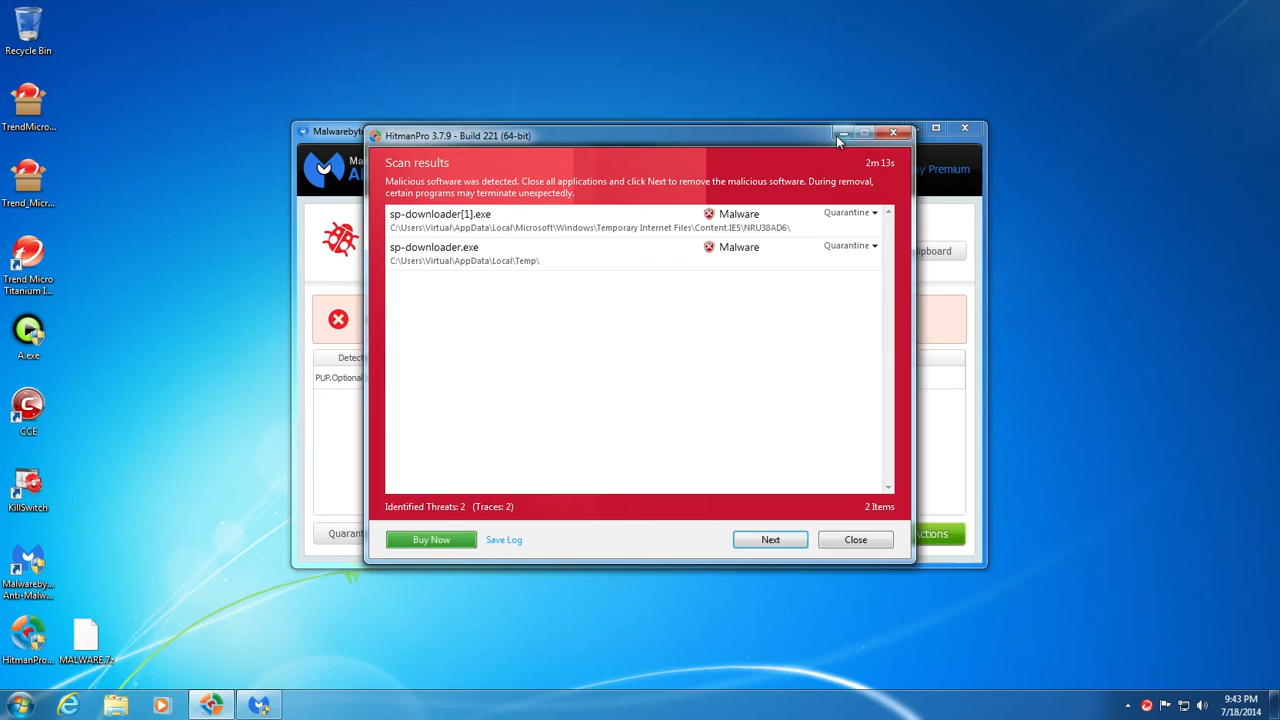 Recycle Bin
TrendMicro...
Trend_Micr...
Trend Micro
Titanium I...
A.exe
CCE
KillSwitch
Malwareby...
Anti-Malw...
HitmanPro...
MALWARE.7z
Malwareby
HitmanPro 3.7.9 - Build 221 (64-bit)
Scan results
2m 13s
Malicious software was detected. Close all applications and click Next to remove the malicious software. During removal,
certain programs may terminate unexpectedly.
sp-downloader[1].exe
Malware
Quarantine
C:\Users\Virtual\AppData\Local\Microsoft\Windows\Temporary Internet Files\Content.IE5\NRU38AD6\
sp-downloader.exe
Malware
Quarantine
C:\Users\Virtual\AppData\Local\Temp\
Identified Threats: 2 (Traces: 2)
2 Items
Buy Now
Save Log
Next
Close
Premium
lipboard
Detect
PUP.Optional
Quaran
Actions
9:43 PM
7/18/2014